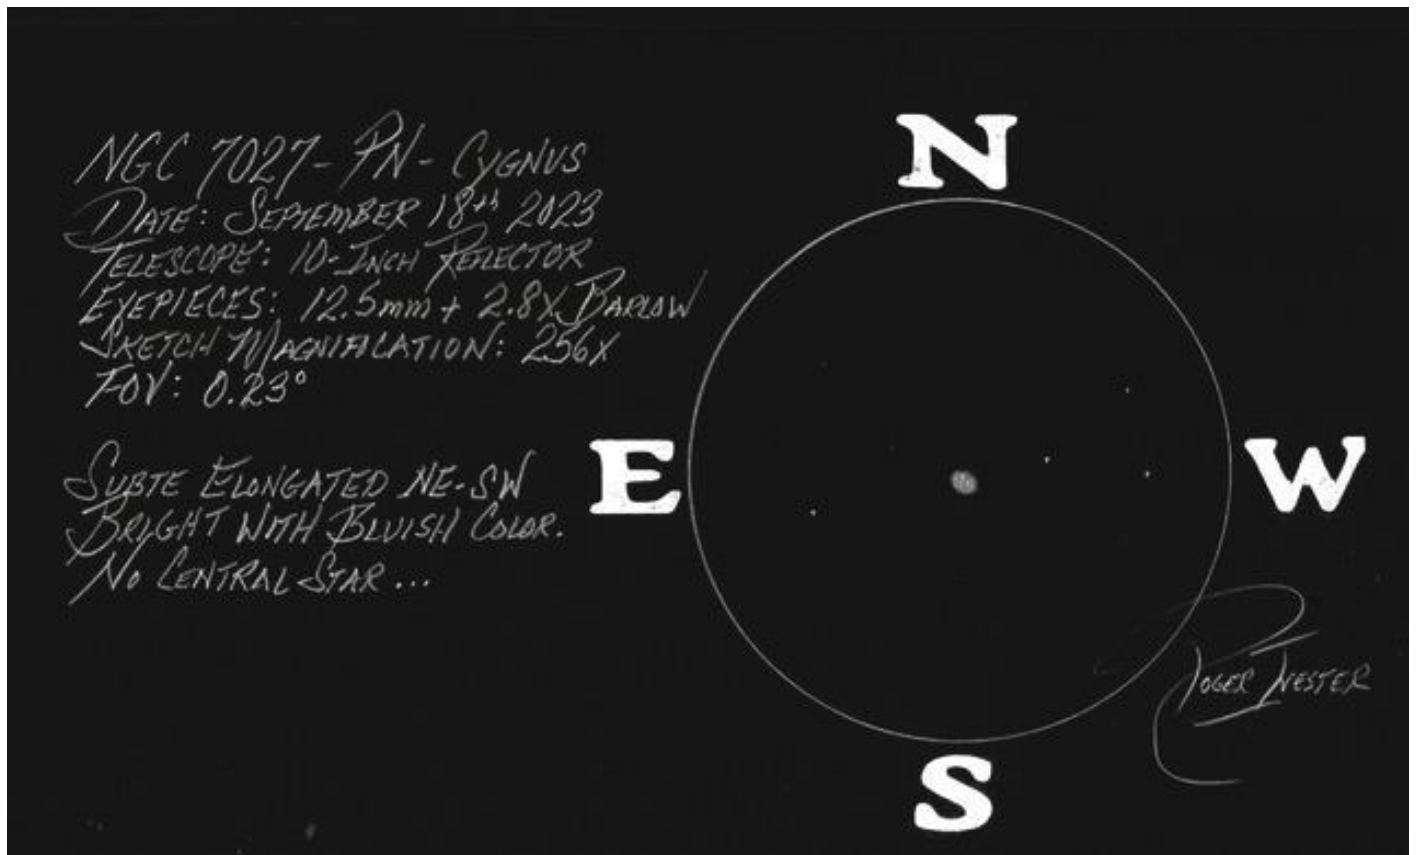 NGC 7027 - PN - CYGNUS
DATE: SEPTEMBER 18th 2023
TELESCOPE: 10-INCH REFLECTOR
EYEPIECES: 12.5mm + 2.8X BARLOW
SKETCH MAGNIFICATION: 256X
FOV: 0.23°
SUBTE ELONGATED NE-SW
BRIGHT WITH BLUISH COLOR.
NO CENTRAL STAR...
N
E
W
S
ROGER IVESTER